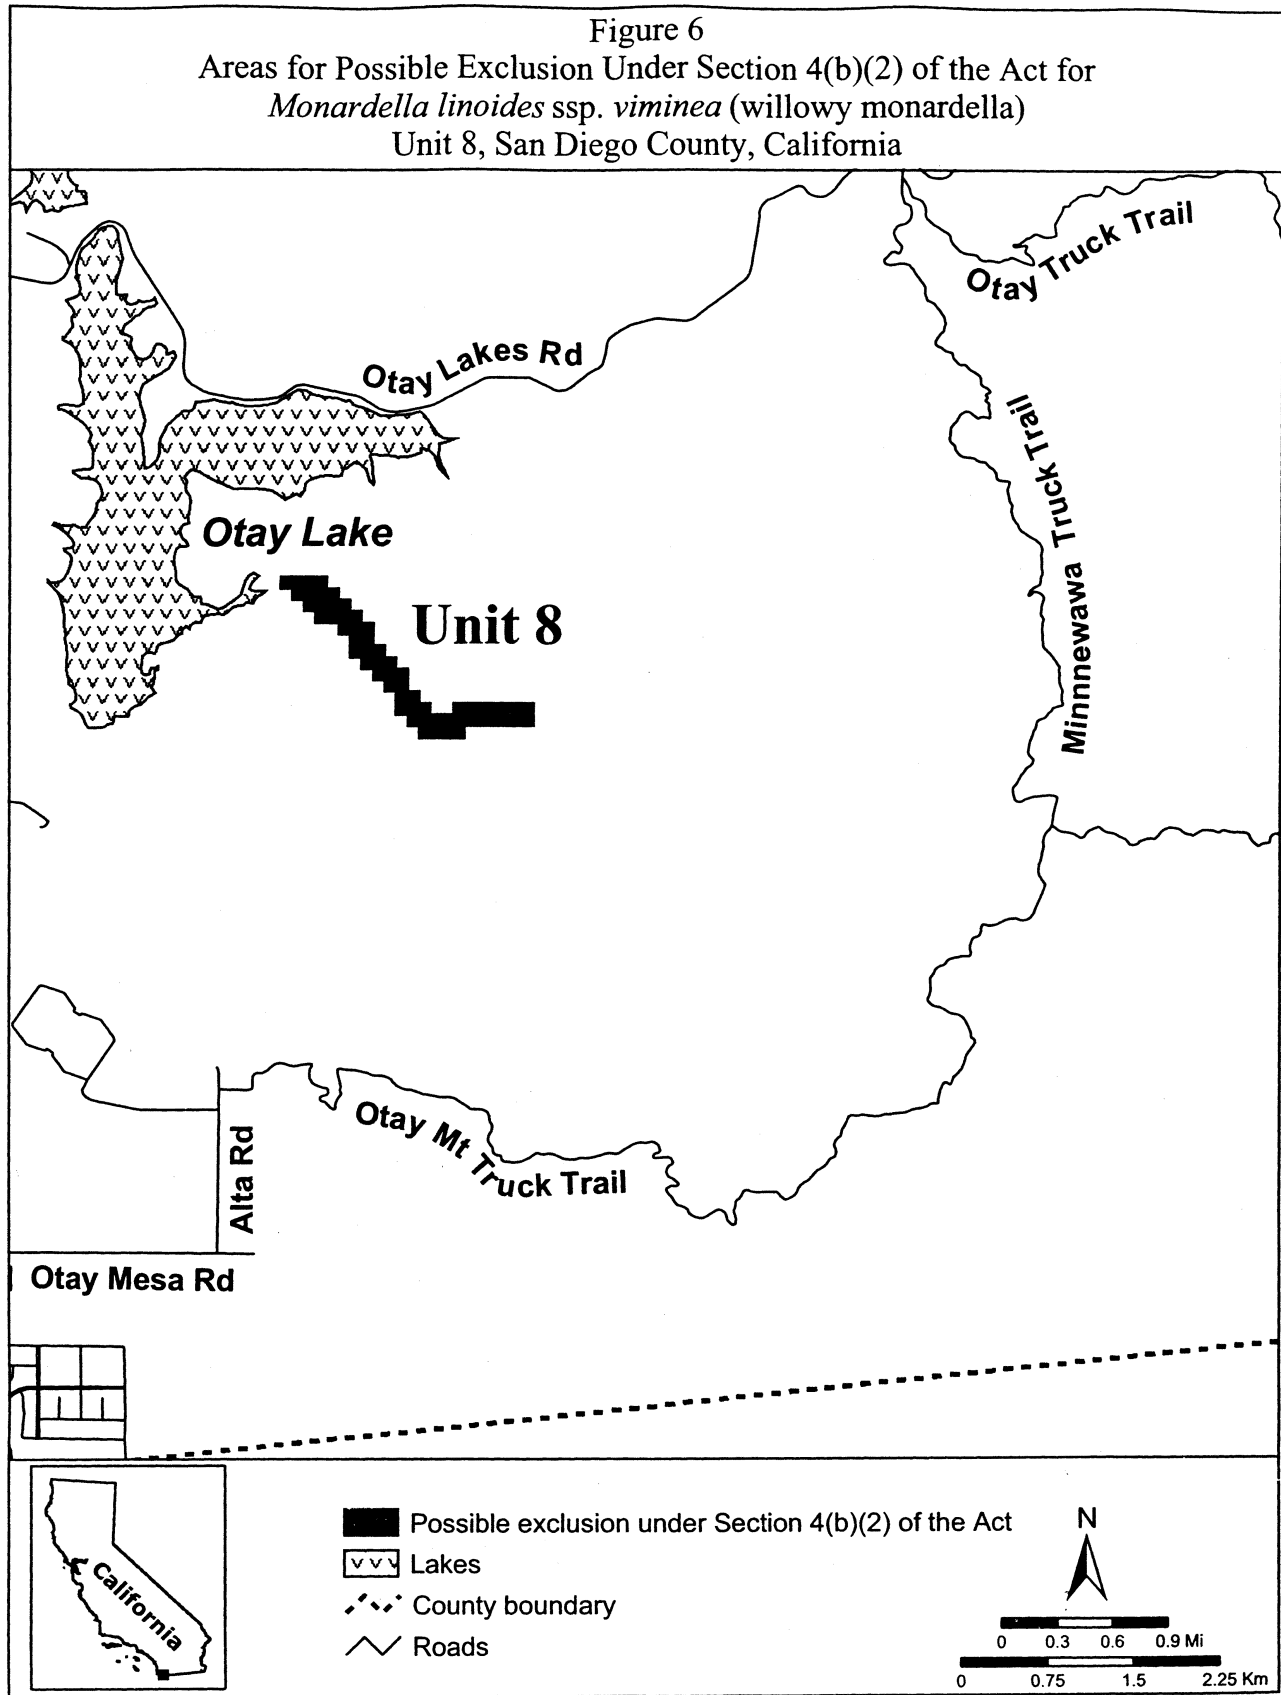 Figure 6
Areas for Possible Exclusion Under Section 4(b)(2) of the Act for
Monardella linoides ssp. viminea (willowy monardella)
Unit 8, San Diego County, California
Otay Truck Trail
Otay Lakes Rd
Minnnewawa Truck Trail
Otay Lake
Unit 8
Otay Mt Truck Trail
Alta Rd
Otay Mesa Rd
California
Possible exclusion under Section 4(b)(2) of the Act
Lakes
County boundary
Roads
N
0 0.3 0.6 0.9 Mi
0 0.75 1.5 2.25 Km